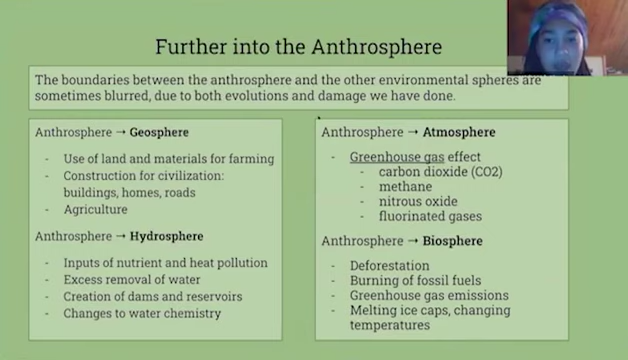 Further into the Anthrosphere
The boundaries between the anthrosphere and the other environmental spheres are
sometimes blurred, due to both evolutions and damage we have done.
Anthrosphere → Geosphere
- Use of land and materials for farming
- Construction for civilization:
buildings, homes, roads
- Agriculture
Anthrosphere → Hydrosphere
- Inputs of nutrient and heat pollution
- Excess removal of water
- Creation of dams and reservoirs
- Changes to water chemistry
Anthrosphere → Atmosphere
- Greenhouse gas effect
- carbon dioxide (CO2)
- methane
- nitrous oxide
- fluorinated gases
Anthrosphere → Biosphere
- Deforestation
- Burning of fossil fuels
- Greenhouse gas emissions
- Melting ice caps, changing
temperatures